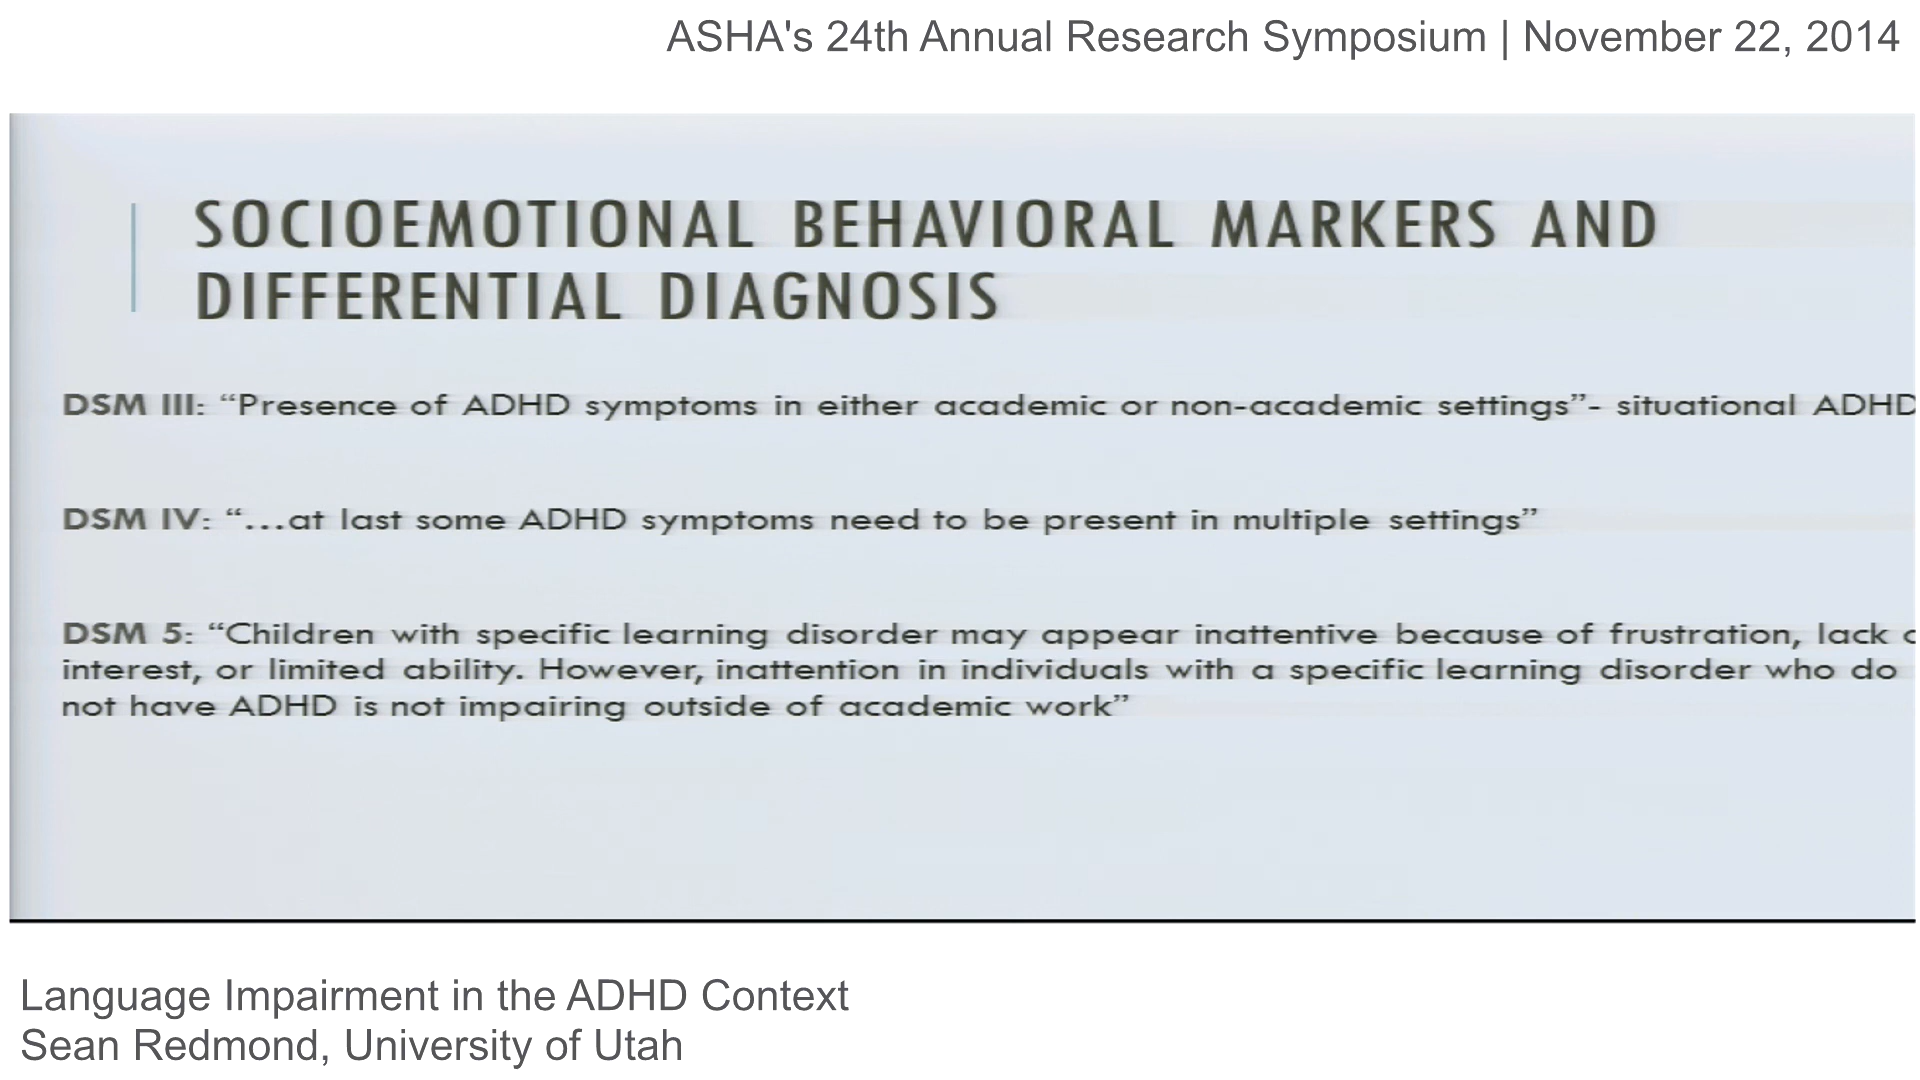 ASHA's 24th Annual Research Symposium | November 22, 2014
SOCIOEMOTIONAL BEHAVIORAL MARKERS AND
DIFFERENTIAL DIAGNOSIS
DSM III: “Presence of ADHD symptoms in either academic or non-academic settings”- situational ADHD
DSM IV: “...at last some ADHD symptoms need to be present in multiple settings”
DSM 5: “Children with specific learning disorder may appear inattentive because of frustration, lack
interest, or limited ability. However, inattention in individuals with a specific learning disorder who do
not have ADHD is not impairing outside of academic work”
Language Impairment in the ADHD Context
Sean Redmond, University of Utah